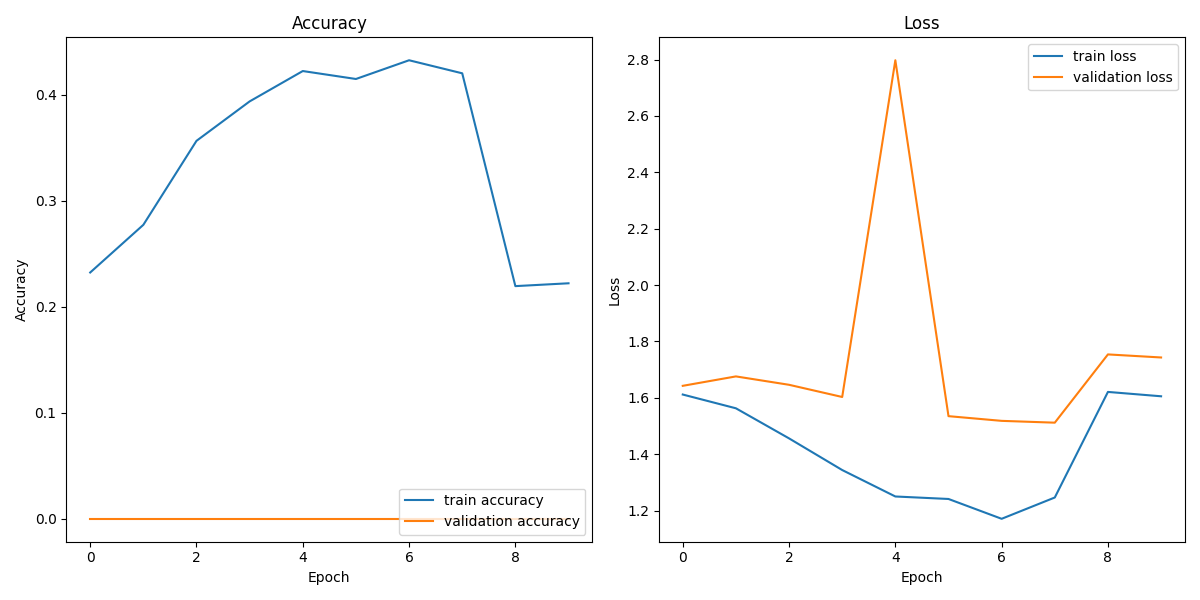 Accuracy
Accuracy
0.4
0.3
0.2
0.1
0.0
train accuracy
validation accuracy
0 2 4 6 8
Epoch
Loss
Loss
2.8
2.6
2.4
2.2
2.0
1.8
1.6
1.4
1.2
train loss
validation loss
0 2 4 6 8
Epoch